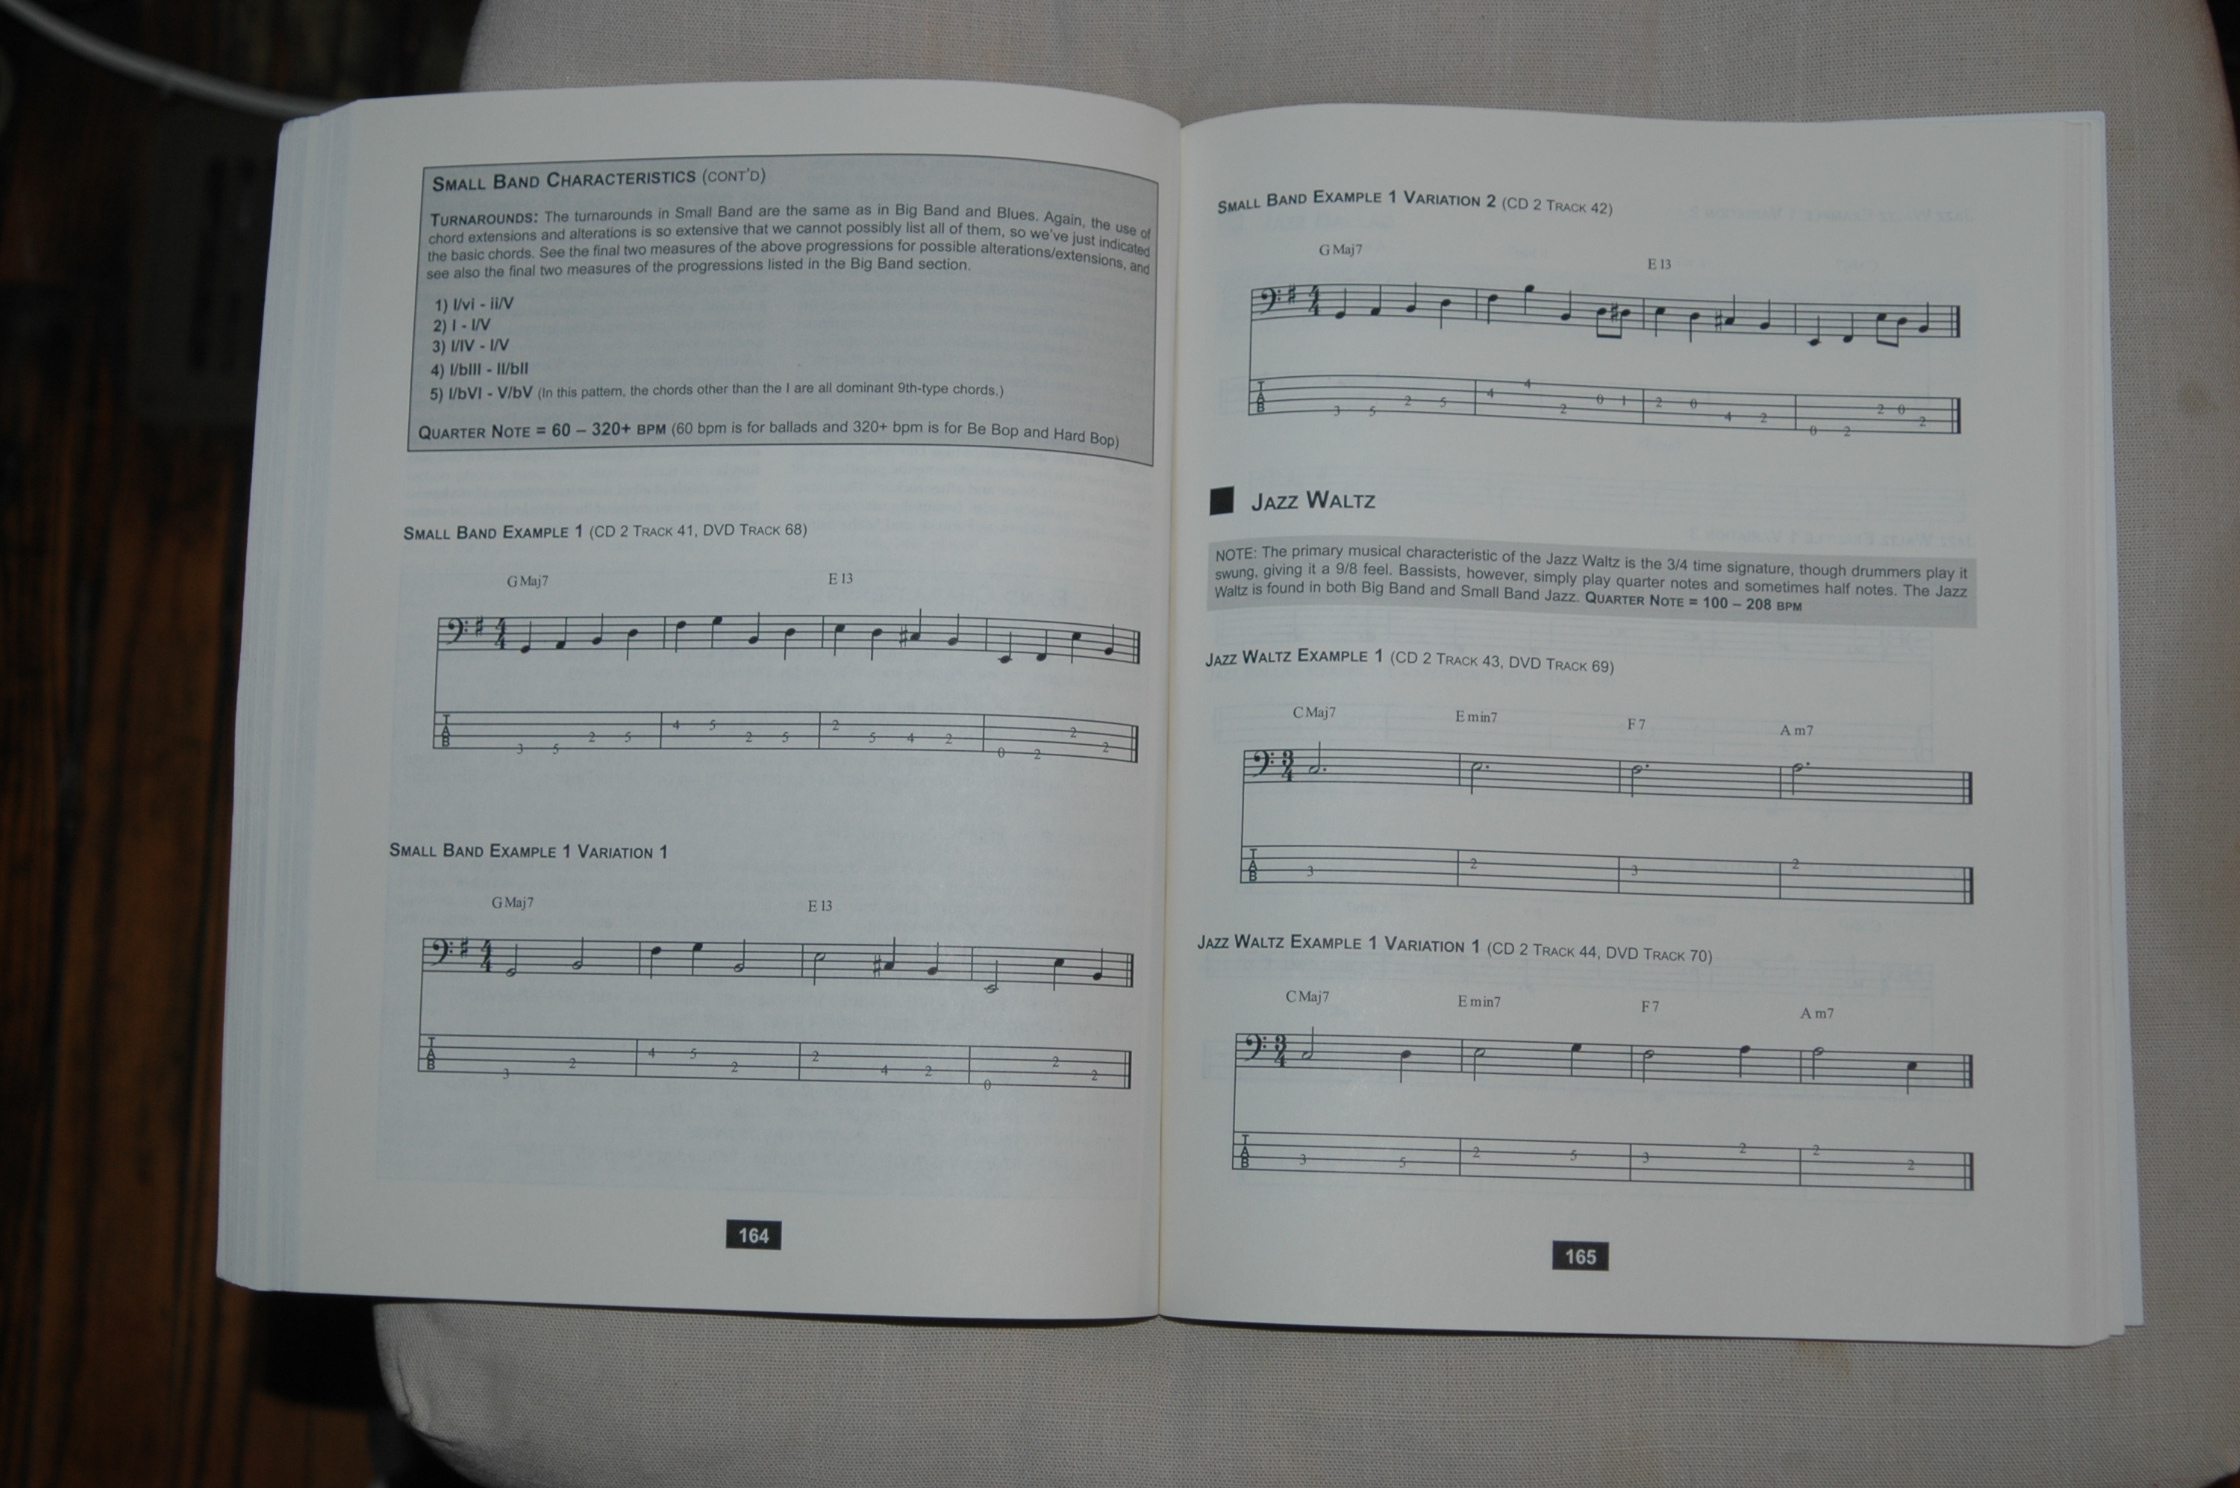 SMALL BAND CHARACTERISTICS (CONT'D)
TURNAROUNDS: The turnarounds in Small Band are the same as in Big Band and Blues. Again, the use of
chord extensions and alterations is so extensive that we cannot possibly list all of them, so we've just indicated
the basic chords. See the final two measures of the above progressions for possible alterations/extensions, and
see also the final two measures of the progressions listed in the Big Band section.
1) I/vi - ii/V
2) I - I/V
3) I/IV - I/V
4) I/bIII - II/bII
5) I/bVI - V/bV (In this pattern, the chords other than the I are all dominant 9th-type chords.)
QUARTER NOTE = 60 – 320+ BPM (60 bpm is for ballads and 320+ bpm is for Be Bop and Hard Bop)
SMALL BAND EXAMPLE 1 (CD 2 TRACK 41, DVD TRACK 68)
G Maj7 E 13
4
4
T
A
B
3 5 2 5 4 5 2 5 2 5 4 2 0 2 2 2
SMALL BAND EXAMPLE 1 VARIATION 1
G Maj7 E 13
4
4
T
A
B
3 2 4 5 2 2 4 2 0 2 2
164
SMALL BAND EXAMPLE 1 VARIATION 2 (CD 2 TRACK 42)
G Maj7 E 13
4
4
T
A
B
3 5 2 5 4 4 2 0 1 2 0 4 2 0 2 2 0 2
JAZZ WALTZ
NOTE: The primary musical characteristic of the Jazz Waltz is the 3/4 time signature, though drummers play it
swung, giving it a 9/8 feel. Bassists, however, simply play quarter notes and sometimes half notes. The Jazz
Waltz is found in both Big Band and Small Band Jazz. QUARTER NOTE = 100 – 208 BPM
JAZZ WALTZ EXAMPLE 1 (CD 2 TRACK 43, DVD TRACK 69)
C Maj7 E min7 F 7 A m7
3
4
T
A
B
3 2 3 2
JAZZ WALTZ EXAMPLE 1 VARIATION 1 (CD 2 TRACK 44, DVD TRACK 70)
C Maj7 E min7 F 7 A m7
3
4
T
A
B
3 5 2 5 3 2 2 2
165